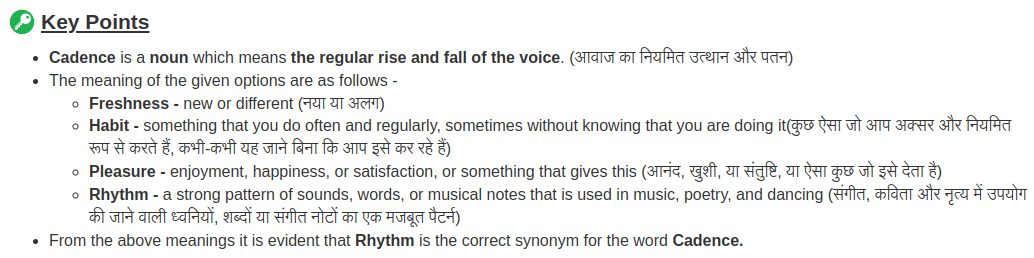 Key Points
Cadence is a noun which means the regular rise and fall of the voice. (आवाज का नियमित उत्थान और पतन)
The meaning of the given options are as follows -
Freshness - new or different (नया या अलग)
Habit - something that you do often and regularly, sometimes without knowing that you are doing it(कुछ ऐसा जो आप अक्सर और नियमित
रूप से करते हैं, कभी-कभी यह जाने बिना कि आप इसे कर रहे हैं)
Pleasure - enjoyment, happiness, or satisfaction, or something that gives this (आनंद, खुशी, या संतुष्टि, या ऐसा कुछ जो इसे देता है)
Rhythm - a strong pattern of sounds, words, or musical notes that is used in music, poetry, and dancing (संगीत, कविता और नृत्य में उपयोग
की जाने वाली ध्वनियों, शब्दों या संगीत नोटों का एक मजबूत पैटर्न)
From the above meanings it is evident that Rhythm is the correct synonym for the word Cadence.